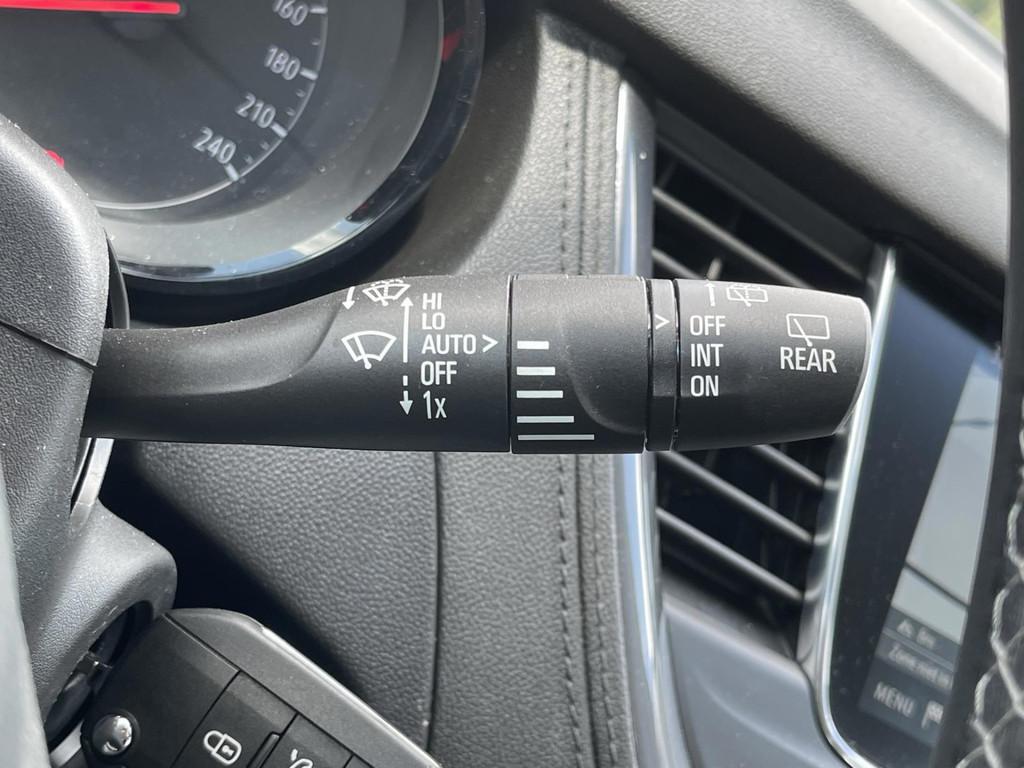 160
180
210
240
HI
LO
AUTO >
OFF
1x
>
OFF
INT
ON
REAR
MENU